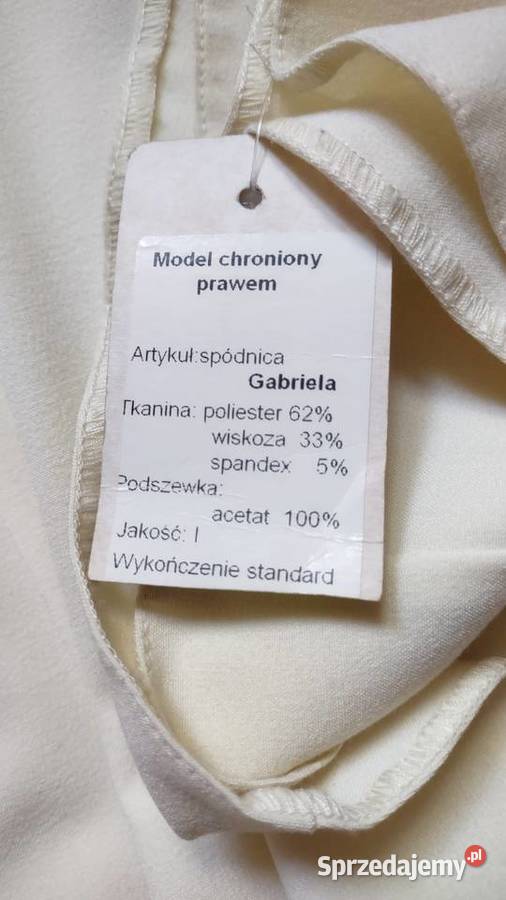 Model chroniony
prawem
Artykuł:spódnica
Gabriela
Tkanina: poliester 62%
wiskoza 33%
spandex 5%
Podszewka:
acetat 100%
Jakość: I
Wykończenie standard
Sprzedajemy.pl